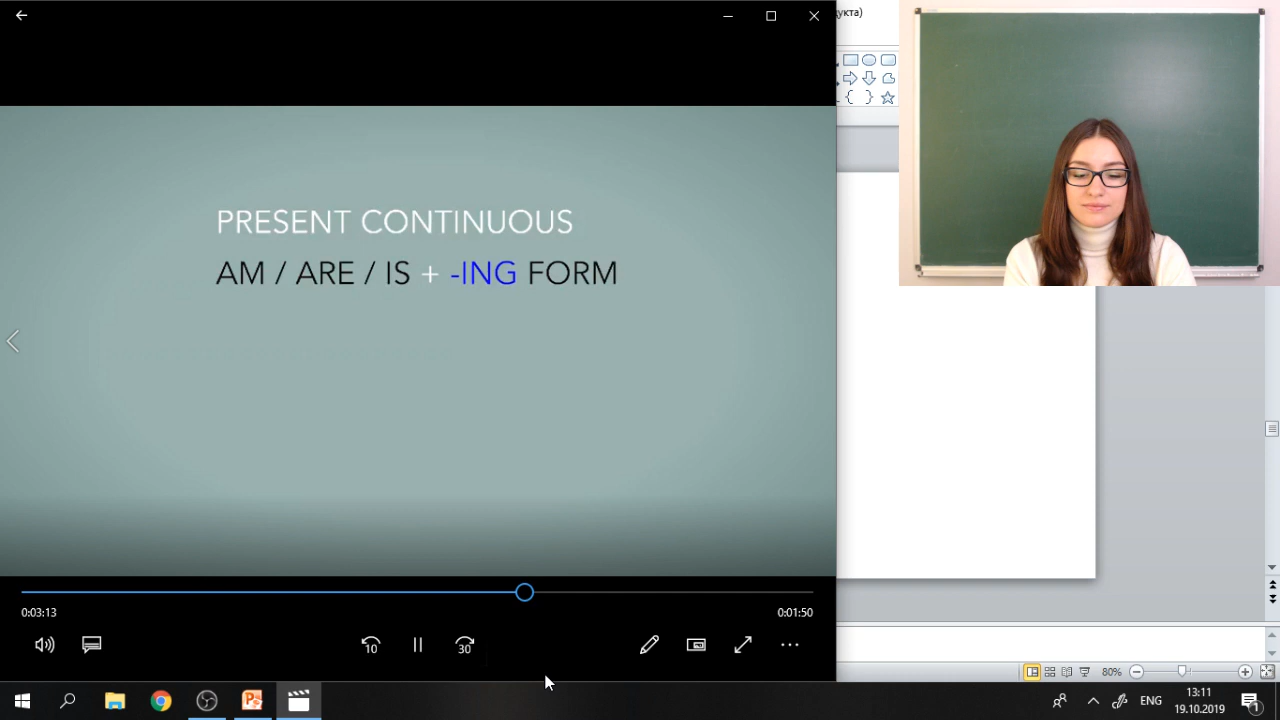 укта)
PRESENT CONTINUOUS
AM / ARE / IS + -ING FORM
0:03:13
0:01:50
10
30
80%
ENG
13:11
19.10.2019
1